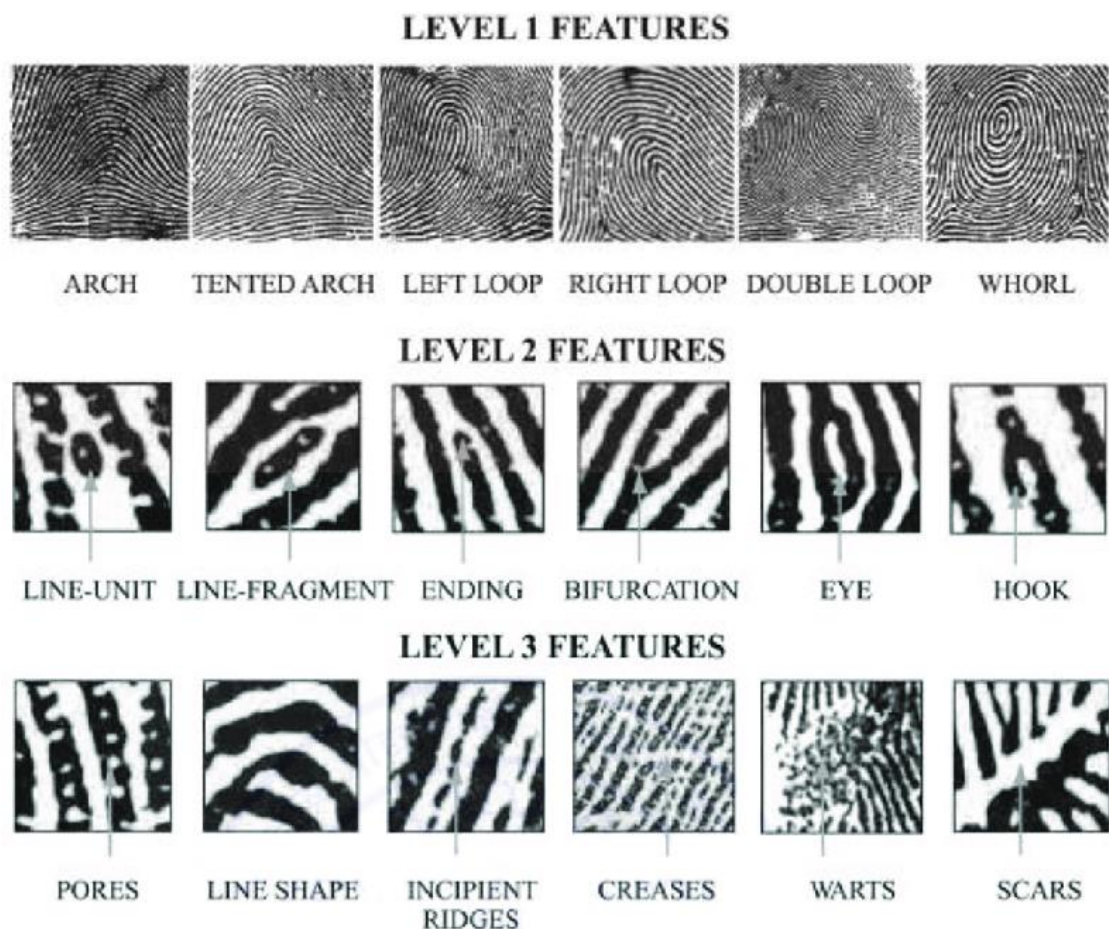 LEVEL 1 FEATURES
ARCH TENTED ARCH LEFT LOOP RIGHT LOOP DOUBLE LOOP WHORL
LEVEL 2 FEATURES
LINE-UNIT LINE-FRAGMENT ENDING BIFURCATION EYE HOOK
LEVEL 3 FEATURES
PORES LINE SHAPE INCIPIENT RIDGES CREASES WARTS SCARS